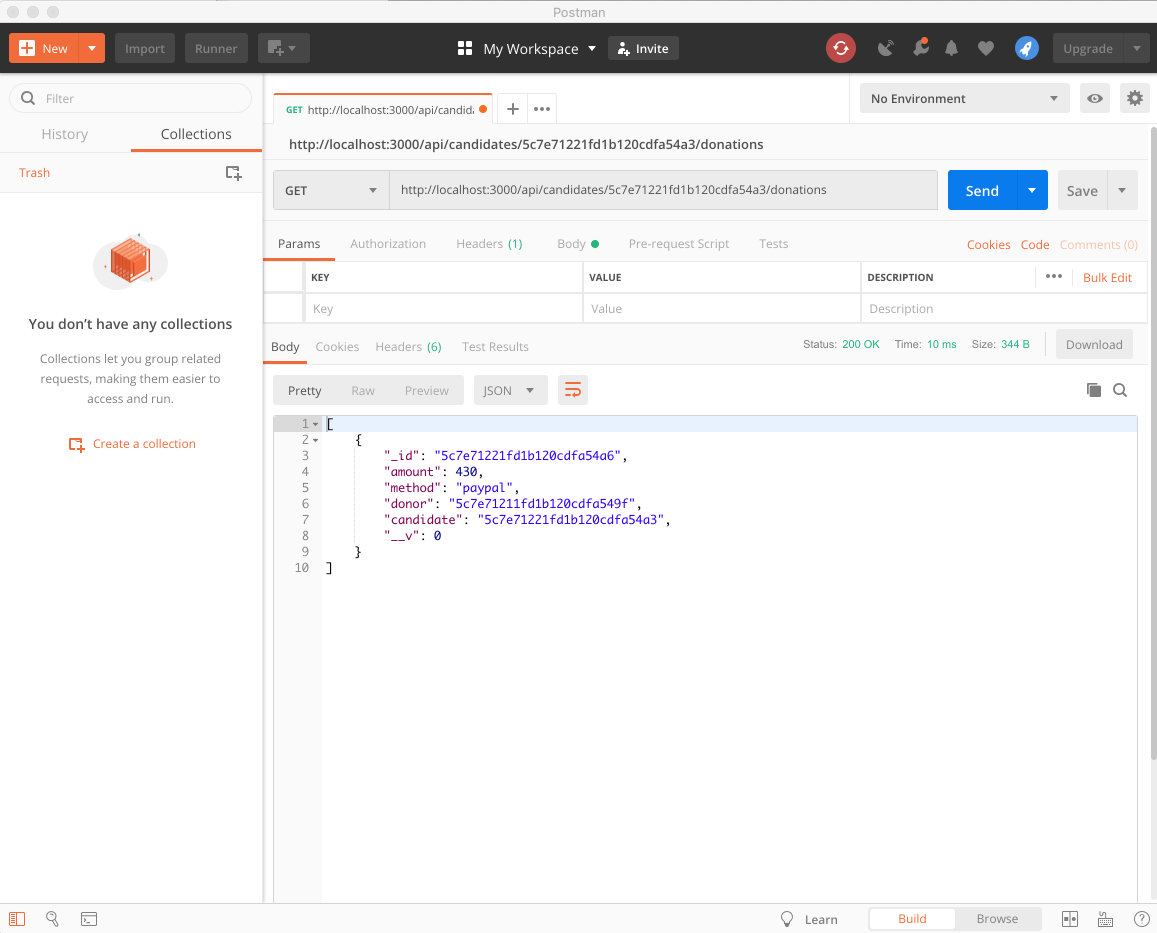 Postman
New
Import
Runner
My Workspace
Invite
Upgrade
Filter
History
Collections
Trash
You don’t have any collections
Collections let you group related
requests, making them easier to
access and run.
Create a collection
GET http://localhost:3000/api/candid
No Environment
http://localhost:3000/api/candidates/5c7e71221fd1b120cdfa54a3/donations
GET
http://localhost:3000/api/candidates/5c7e71221fd1b120cdfa54a3/donations
Send
Save
Params
Authorization
Headers (1)
Body
Pre-request Script
Tests
Cookies
Code
Comments (0)
KEY
VALUE
DESCRIPTION
Bulk Edit
Key
Value
Description
Body
Cookies
Headers (6)
Test Results
Status: 200 OK
Time: 10 ms
Size: 344 B
Download
Pretty
Raw
Preview
JSON
1 [
2 {
3 "_id": "5c7e71221fd1b120cdfa54a6",
4 "amount": 430,
5 "method": "paypal",
6 "donor": "5c7e71211fd1b120cdfa549f",
7 "candidate": "5c7e71221fd1b120cdfa54a3",
8 "__v": 0
9 }
10 ]
Learn
Build
Browse